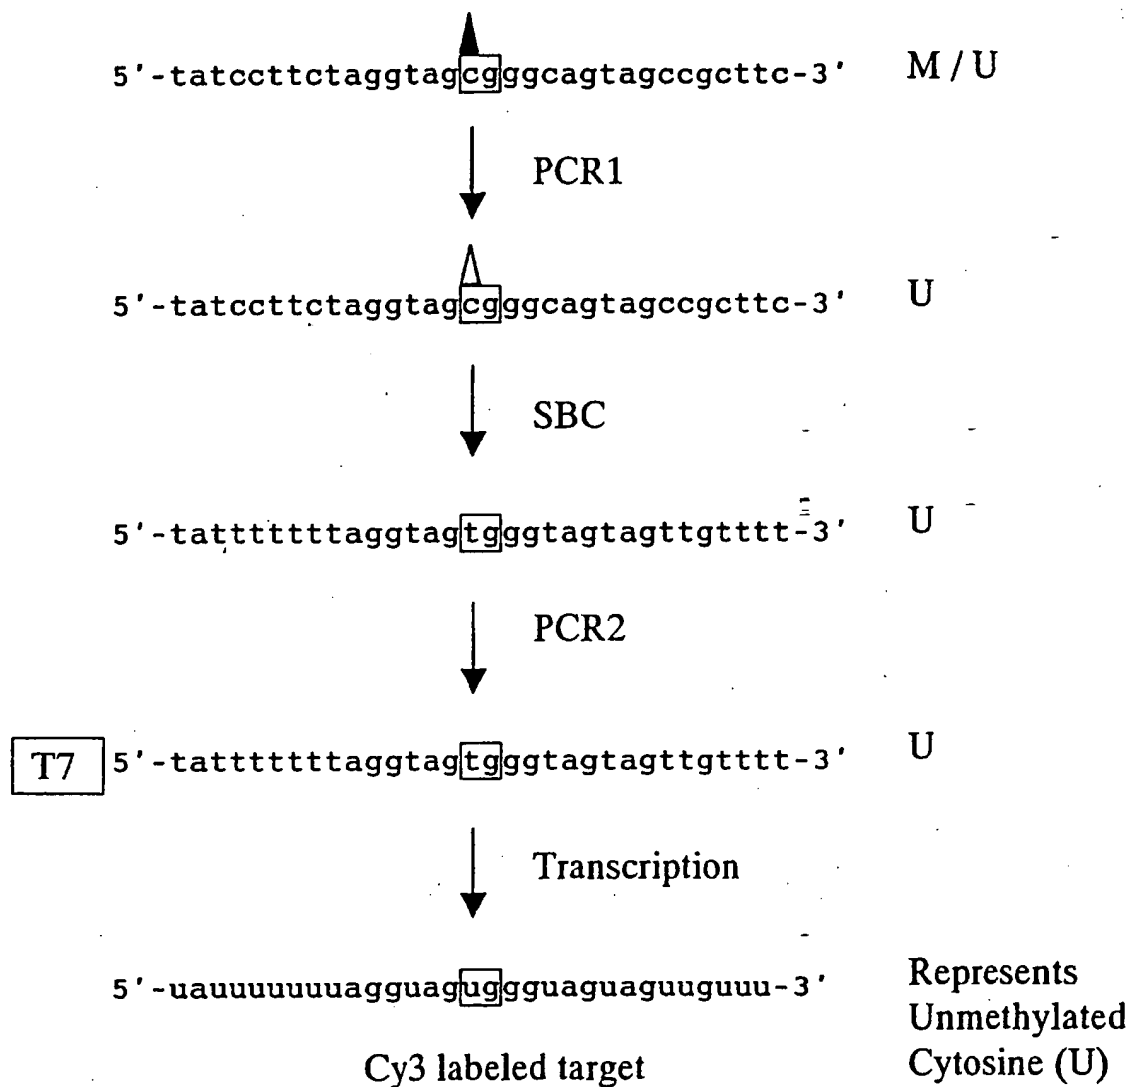 5'-tatccttctaggtagcgggcagtagccgcttc-3' M / U
PCR1
5'-tatccttctaggtagcgggcagtagccgcttc-3' U
SBC
5'-tatttttttaggtagtgggtagtagttgtttt-3' U
PCR2
T7 5'-tatttttttaggtagtgggtagtagttgtttt-3' U
Transcription
5'-uauuuuuuuagguaguggguaguaguuguuu-3' Represents
Unmethylated
Cy3 labeled target Cytosine (U)